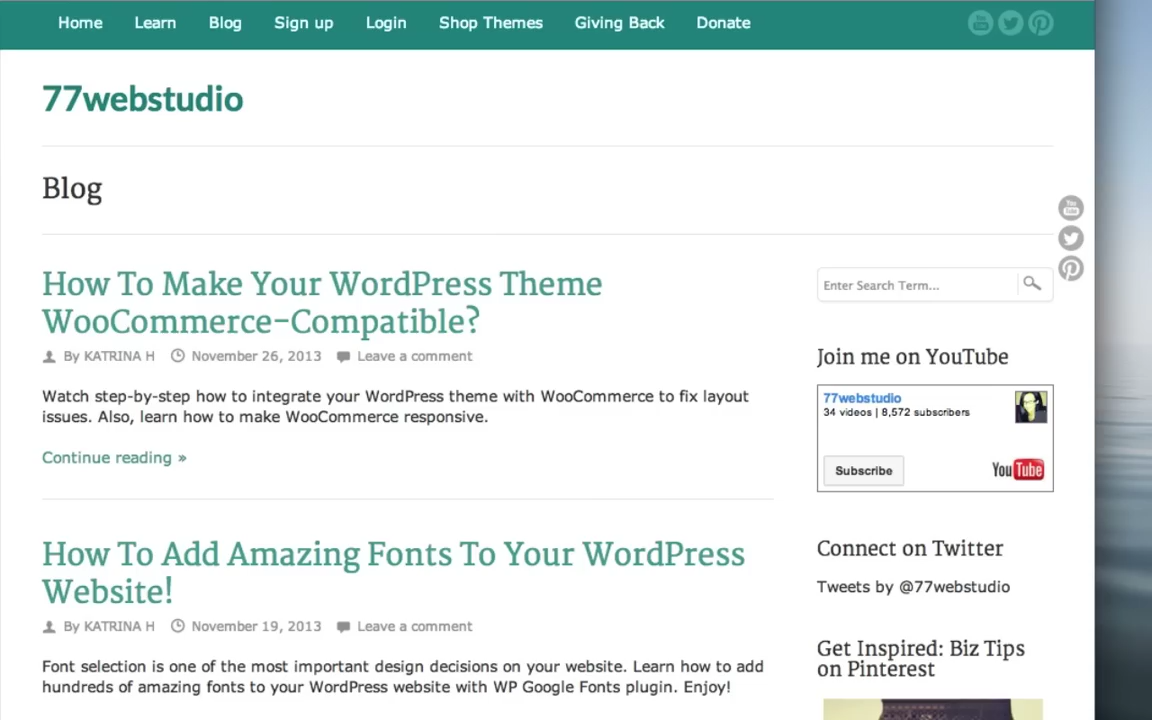 Home Learn Blog Sign up Login Shop Themes Giving Back Donate
77webstudio
Blog
How To Make Your WordPress Theme
WooCommerce-Compatible?
By KATRINA H November 26, 2013 Leave a comment
Watch step-by-step how to integrate your WordPress theme with WooCommerce to fix layout
issues. Also, learn how to make WooCommerce responsive.
Continue reading »
How To Add Amazing Fonts To Your WordPress
Website!
By KATRINA H November 19, 2013 Leave a comment
Font selection is one of the most important design decisions on your website. Learn how to add
hundreds of amazing fonts to your WordPress website with WP Google Fonts plugin. Enjoy!
Enter Search Term...
Join me on YouTube
77webstudio
34 videos | 8,572 subscribers
Subscribe
YouTube
Connect on Twitter
Tweets by @77webstudio
Get Inspired: Biz Tips
on Pinterest